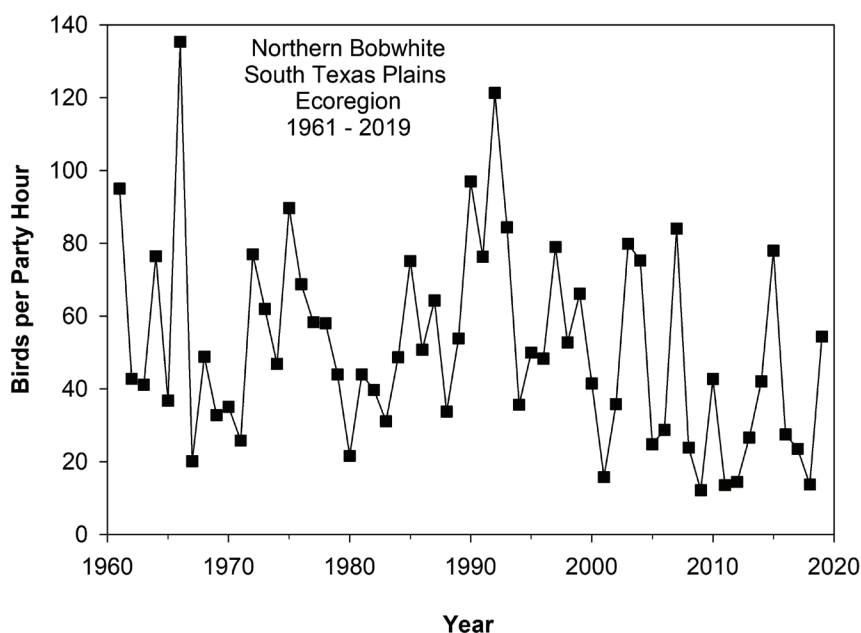 140
120
100
80
60
40
20
0
Northern Bobwhite
South Texas Plains
Ecoregion
1961 - 2019
Birds per Party Hour
1960 1970 1980 1990 2000 2010 2020
Year